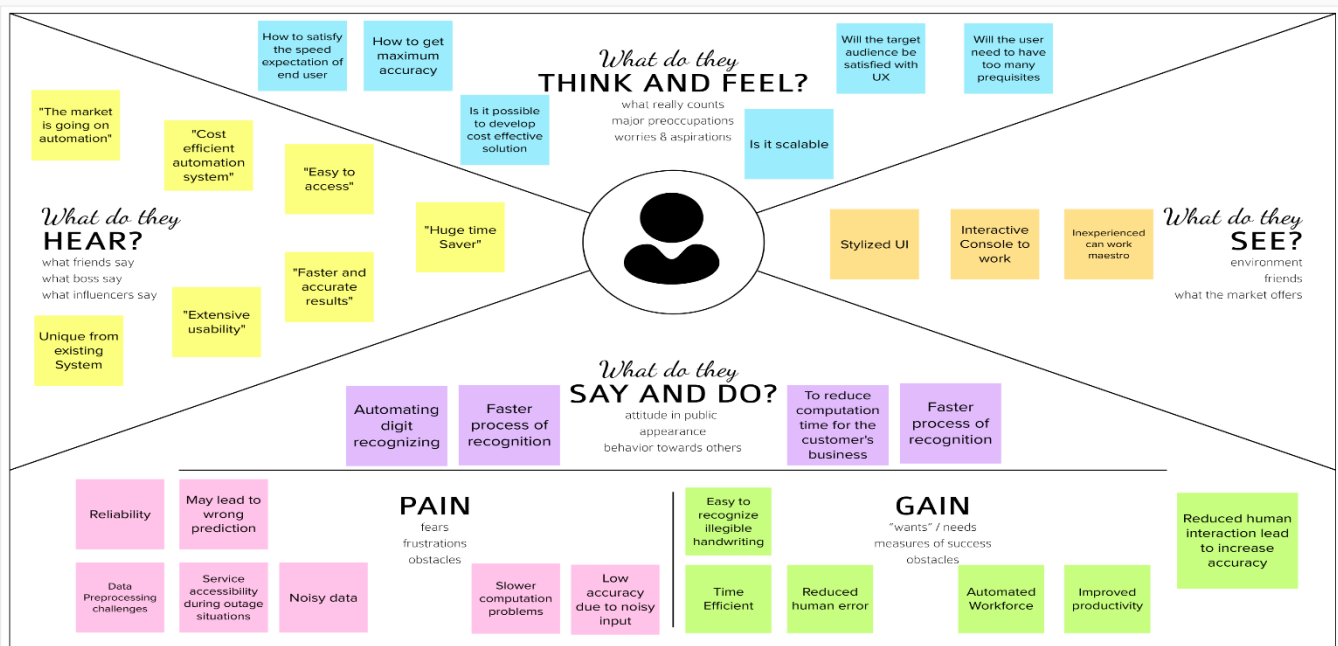 What do they
THINK AND FEEL?
what really counts
major preoccupations
worries & aspirations
How to satisfy
the speed
expectation of
end user
How to get
maximum
accuracy
Is it possible
to develop
cost effective
solution
Will the target
audience be
satisfied with
UX
Will the user
need to have
too many
prequisites
Is it scalable
What do they
HEAR?
what friends say
what boss say
what influencers say
"The market
is going on
automation"
"Cost
efficient
automation
system"
"Easy to
access"
"Huge time
Saver"
"Faster and
accurate
results"
"Extensive
usability"
Unique from
existing
System
What do they
SEE?
environment
friends
what the market offers
Stylized UI
Interactive
Console to
work
Inexperienced
can work
maestro
What do they
SAY AND DO?
attitude in public
appearance
behavior towards others
Automating
digit
recognizing
Faster
process of
recognition
To reduce
computation
time for the
customer's
business
Faster
process of
recognition
PAIN
fears
frustrations
obstacles
Reliability
May lead to
wrong
prediction
Data
Preprocessing
challenges
Service
accessibility
during outage
situations
Noisy data
Slower
computation
problems
Low
accuracy
due to noisy
input
GAIN
"wants" / needs
measures of success
obstacles
Easy to
recognize
illegible
handwriting
Time
Efficient
Reduced
human error
Automated
Workforce
Improved
productivity
Reduced human
interaction lead
to increase
accuracy